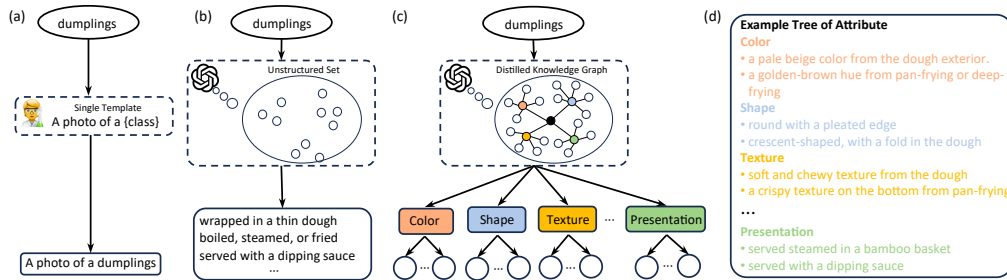 (a)
dumplings
Single Template
A photo of a {class}
A photo of a dumplings
(b)
dumplings
Unstructured Set
wrapped in a thin dough
boiled, steamed, or fried
served with a dipping sauce
...
(c)
dumplings
Distilled Knowledge Graph
Color
Shape
Texture
...
Presentation
...
...
...
...
(d)
Example Tree of Attribute
Color
• a pale beige color from the dough exterior.
• a golden-brown hue from pan-frying or deep-
frying
Shape
• round with a pleated edge
• crescent-shaped, with a fold in the dough
Texture
• soft and chewy texture from the dough
• a crispy texture on the bottom from pan-frying
...
Presentation
• served steamed in a bamboo basket
• served with a dipping sauce